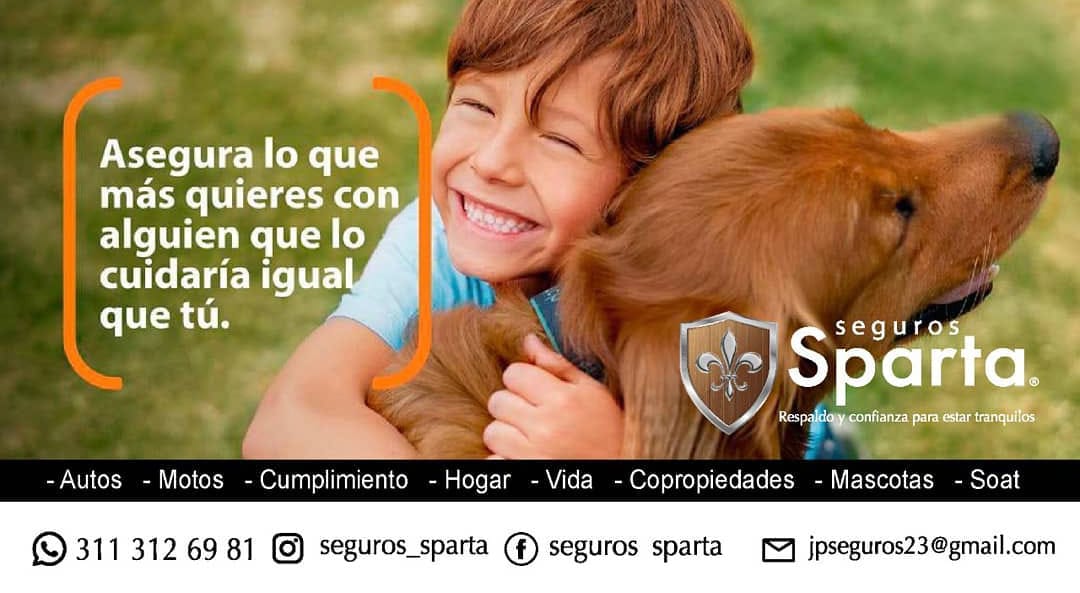 Asegura lo que
más quieres con
alguien que lo
cuidaría igual
que tú.
seguros
Sparta®
Respaldo y confianza para estar tranquilos
- Autos - Motos - Cumplimiento - Hogar - Vida - Copropiedades - Mascotas - Soat
311 312 69 81 seguros_sparta seguros sparta jpseguros23@gmail.com